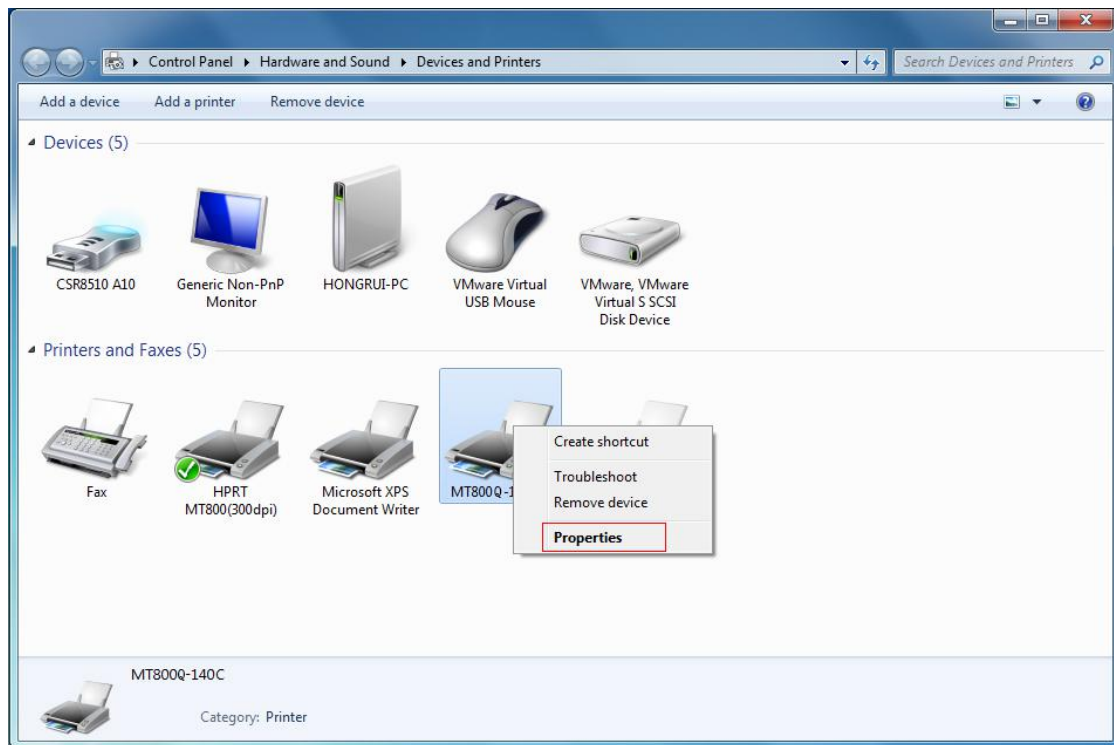 Control Panel Hardware and Sound Devices and Printers
Search Devices and Printers
Add a device Add a printer Remove device
Devices (5)
CSR8510 A10
Generic Non-PnP
Monitor
HONGRUI-PC
VMware Virtual
USB Mouse
VMware, VMware
Virtual S SCSI
Disk Device
Printers and Faxes (5)
Fax
HPRT
MT800(300dpi)
Microsoft XPS
Document Writer
MT800Q-1
Create shortcut
Troubleshoot
Remove device
Properties
MT800Q-140C
Category: Printer